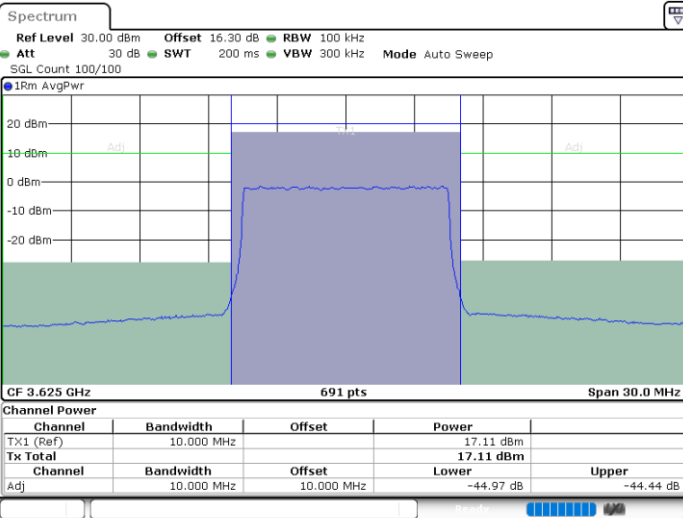 Spectrum
Ref Level 30.00 dBm Offset 16.30 dB RBW 100 kHz
Att 30 dB SWT 200 ms VBW 300 kHz Mode Auto Sweep
SGL Count 100/100
1Rm AvgPwr
20 dBm
TX1
Adj Adj
10 dBm
0 dBm
-10 dBm
-20 dBm
CF 3.625 GHz 691 pts Span 30.0 MHz
Channel Power
Channel Bandwidth Offset Power
TX1 (Ref) 10.000 MHz 17.11 dBm
Tx Total 17.11 dBm
Channel Bandwidth Offset Lower Upper
Adj 10.000 MHz 10.000 MHz -44.97 dB -44.44 dB
Ready